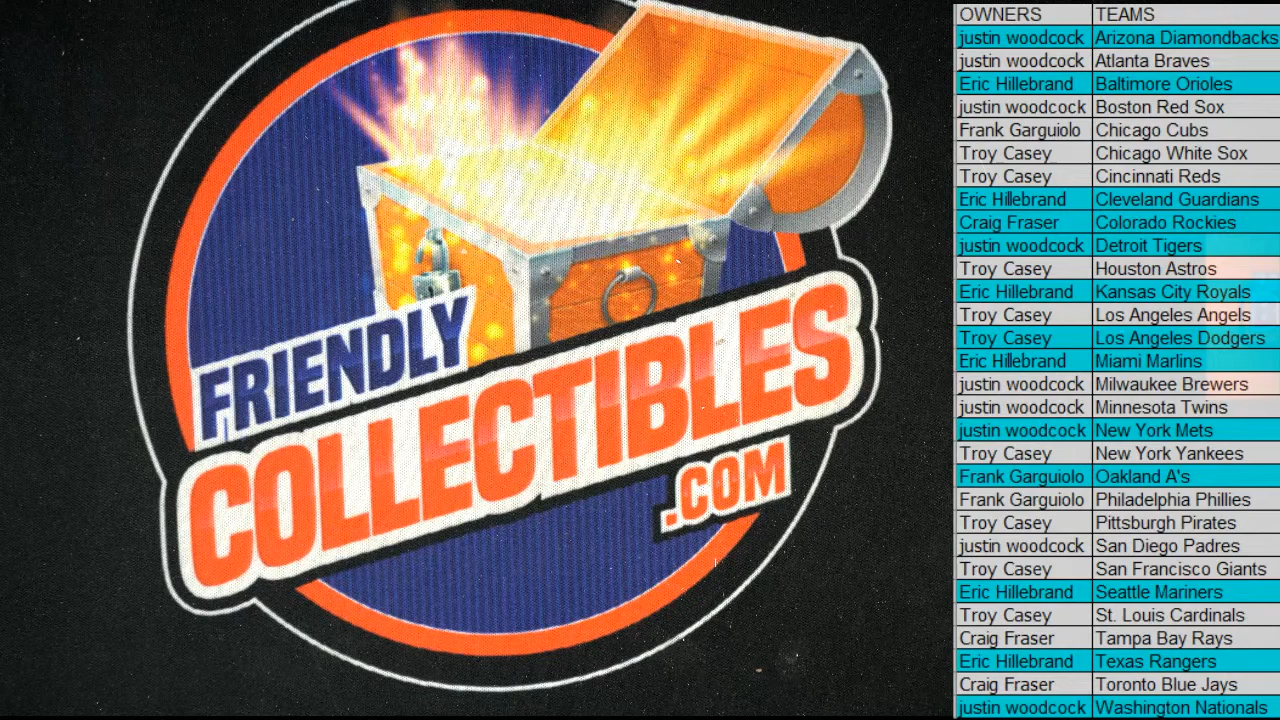 FRIENDLY
COLLECTIBLES
.COM
OWNERS TEAMS
justin woodcock Arizona Diamondbacks
justin woodcock Atlanta Braves
Eric Hillebrand Baltimore Orioles
justin woodcock Boston Red Sox
Frank Garguiolo Chicago Cubs
Troy Casey Chicago White Sox
Troy Casey Cincinnati Reds
Eric Hillebrand Cleveland Guardians
Craig Fraser Colorado Rockies
justin woodcock Detroit Tigers
Troy Casey Houston Astros
Eric Hillebrand Kansas City Royals
Troy Casey Los Angeles Angels
Troy Casey Los Angeles Dodgers
Eric Hillebrand Miami Marlins
justin woodcock Milwaukee Brewers
justin woodcock Minnesota Twins
justin woodcock New York Mets
Troy Casey New York Yankees
Frank Garguiolo Oakland A's
Frank Garguiolo Philadelphia Phillies
Troy Casey Pittsburgh Pirates
justin woodcock San Diego Padres
Troy Casey San Francisco Giants
Eric Hillebrand Seattle Mariners
Troy Casey St. Louis Cardinals
Craig Fraser Tampa Bay Rays
Eric Hillebrand Texas Rangers
Craig Fraser Toronto Blue Jays
justin woodcock Washington Nationals